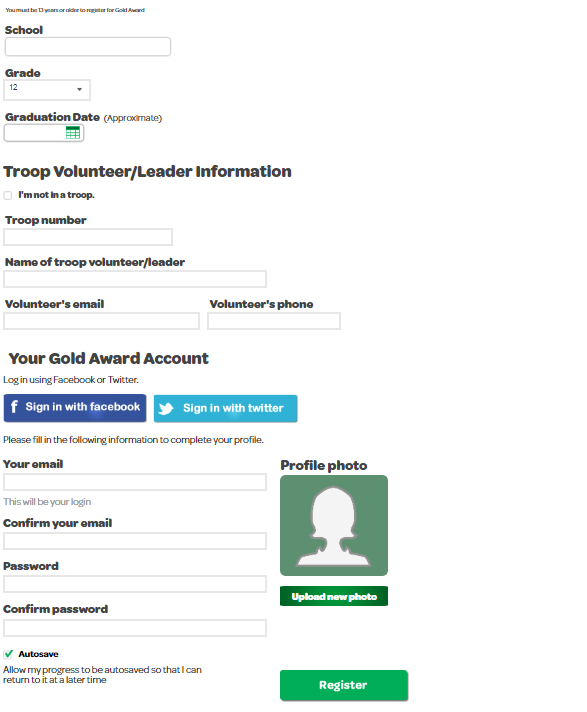 You must be 13 years or older to register for Gold Award
School
Grade
12
Graduation Date (Approximate)
Troop Volunteer/Leader Information
I'm not in a troop.
Troop number
Name of troop volunteer/leader
Volunteer's email Volunteer's phone
Your Gold Award Account
Log in using Facebook or Twitter.
f Sign in with facebook Sign in with twitter
Please fill in the following information to complete your profile.
Your email
Profile photo
This will be your login
Confirm your email
Password
Upload new photo
Confirm password
Autosave
Allow my progress to be autosaved so that I can
return to it at a later time
Register